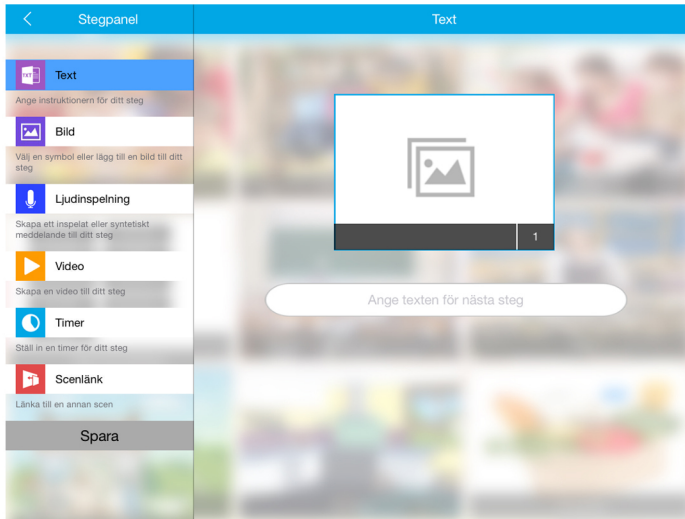 Stegpanel
Text
TXT
Text
Ange instruktionern för ditt steg
Bild
Välj en symbol eller lägg till en bild till ditt
steg
Ljudinspelning
Skapa ett inspelat eller syntetiskt
meddelande till ditt steg
Video
Skapa en video till ditt steg
Timer
Ställ in en timer för ditt steg
Scenlänk
Länka till en annan scen
Spara
1
Ange texten för nästa steg